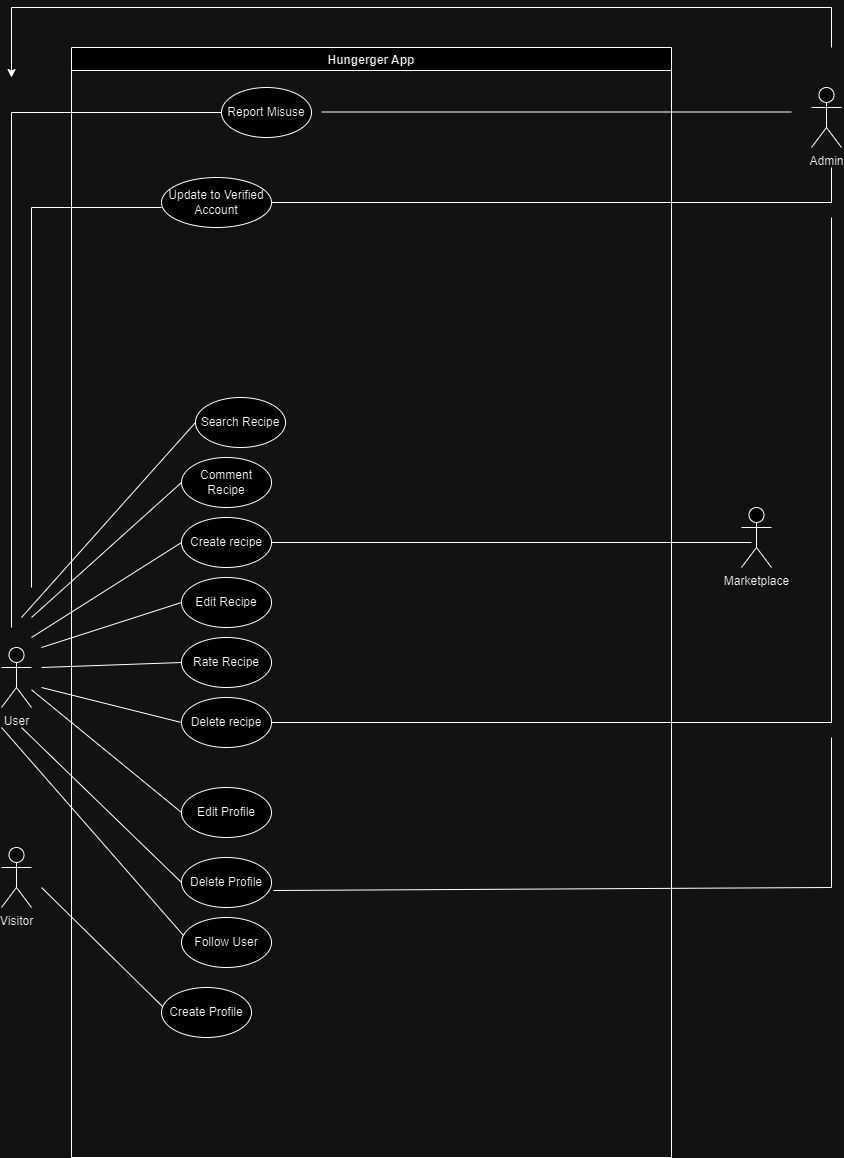 Hungerger App
Report Misuse
Admin
Update to Verified
Account
Search Recipe
Comment
Recipe
Create recipe
Marketplace
Edit Recipe
Rate Recipe
User
Delete recipe
Edit Profile
Delete Profile
Visitor
Follow User
Create Profile